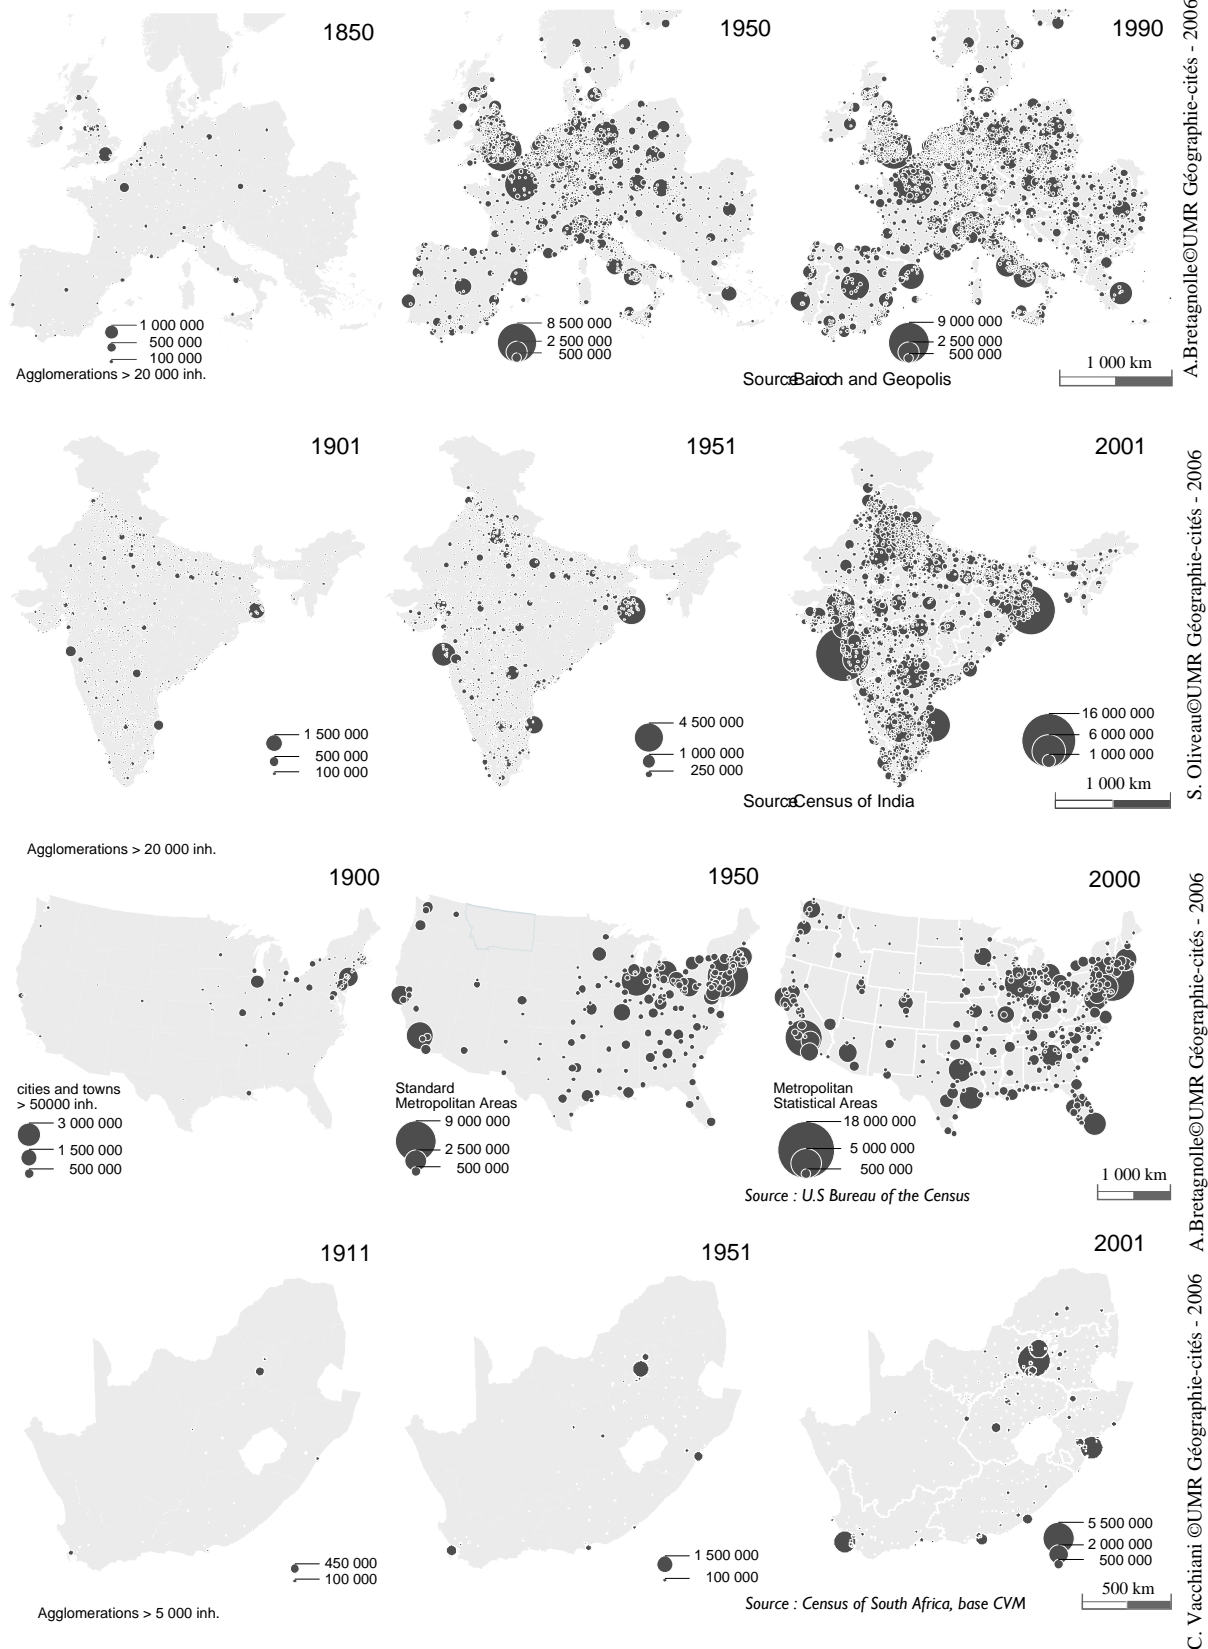 1850
1950
1990
1 000 000
500 000
100 000
Agglomerations > 20 000 inh.
8 500 000
2 500 000
500 000
9 000 000
2 500 000
500 000
1 000 km
A.Bretagnolle©UMR Géographie-cités - 2006
1901
1951
2001
1 500 000
500 000
100 000
4 500 000
1 000 000
250 000
16 000 000
6 000 000
1 000 000
1 000 km
Source:Census of India
S. Oliveau©UMR Géographie-cités - 2006
Agglomerations > 20 000 inh.
1900
1950
2000
cities and towns
> 50000 inh.
3 000 000
1 500 000
500 000
Standard
Metropolitan Areas
9 000 000
2 500 000
500 000
Metropolitan
Statistical Areas
18 000 000
5 000 000
500 000
1 000 km
Source : U.S Bureau of the Census
A.Bretagnolle©UMR Géographie-cités - 2006
1911
1951
2001
450 000
100 000
1 500 000
100 000
5 500 000
2 000 000
500 000
500 km
Agglomerations > 5 000 inh.
Source : Census of South Africa, base CVM
C. Vacchiani ©UMR Géographie-cités - 2006